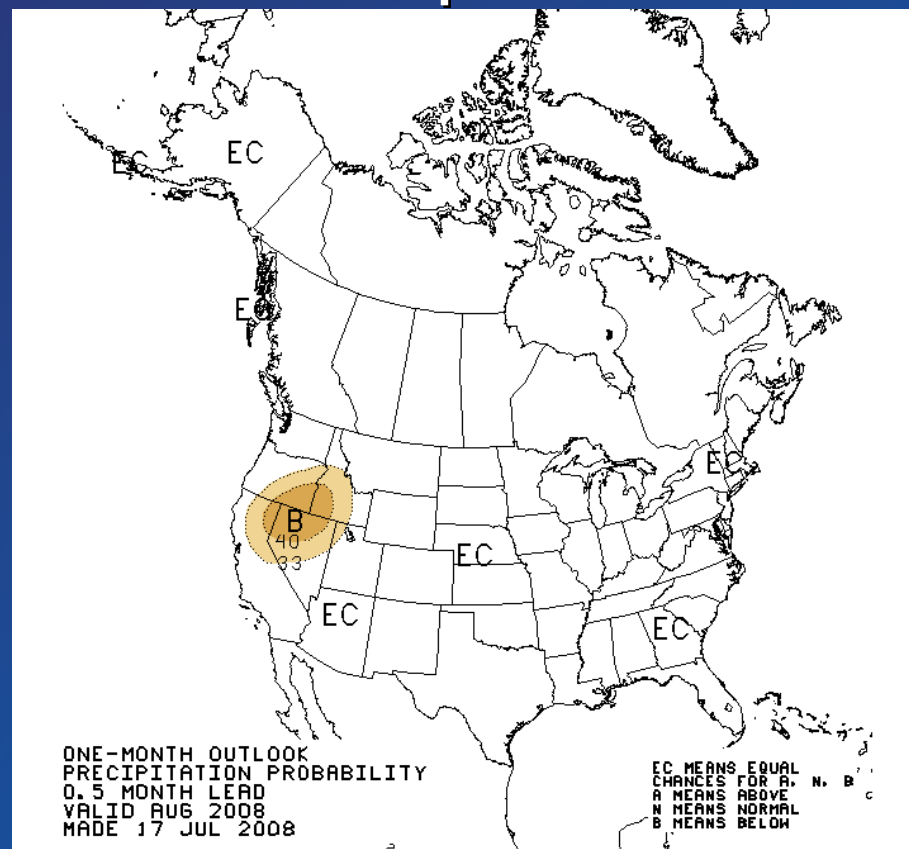 EC
EC
EC
EC
B
40
33
EC
EC
EC
ONE-MONTH OUTLOOK
PRECIPITATION PROBABILITY
0.5 MONTH LEAD
VALID AUG 2008
MADE 17 JUL 2008
EC MEANS EQUAL
CHANCES FOR A, N, B
A MEANS ABOVE
N MEANS NORMAL
B MEANS BELOW